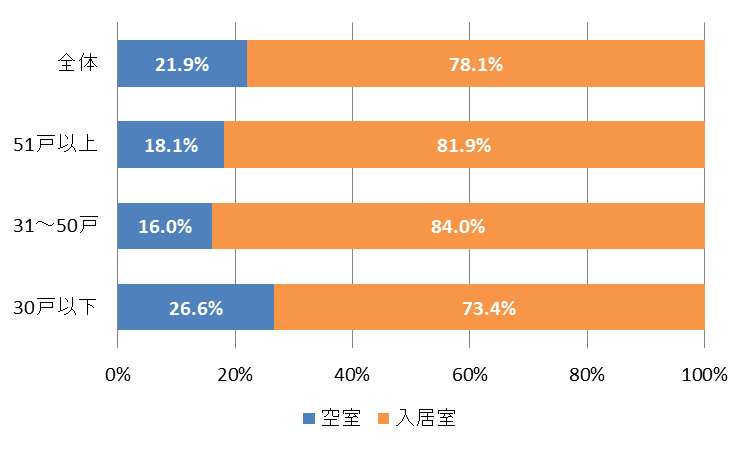 全体 21.9% 78.1%
51戸以上 18.1% 81.9%
31～50戸 16.0% 84.0%
30戸以下 26.6% 73.4%
0% 20% 40% 60% 80% 100%
空室 入居室